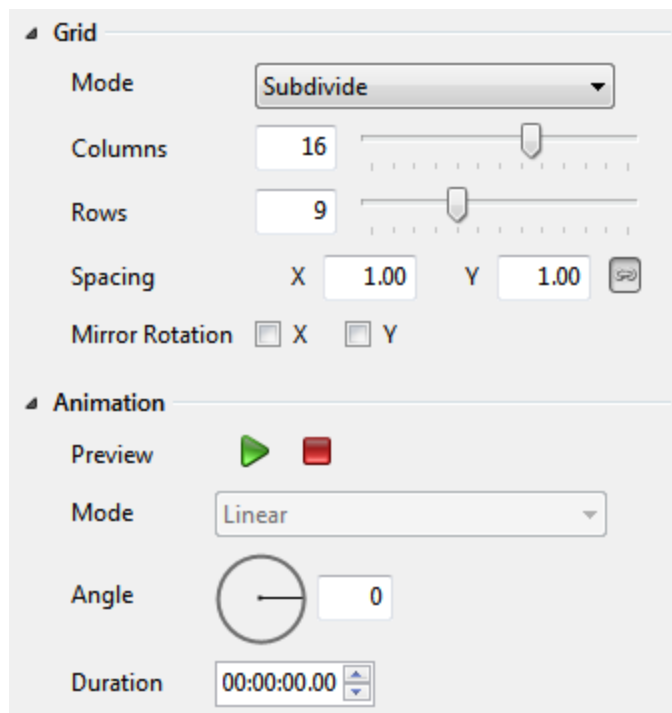 Grid
Mode Subdivide
Columns 16
Rows 9
Spacing X 1.00 Y 1.00
Mirror Rotation X Y
Animation
Preview
Mode Linear
Angle 0
Duration 00:00:00.00